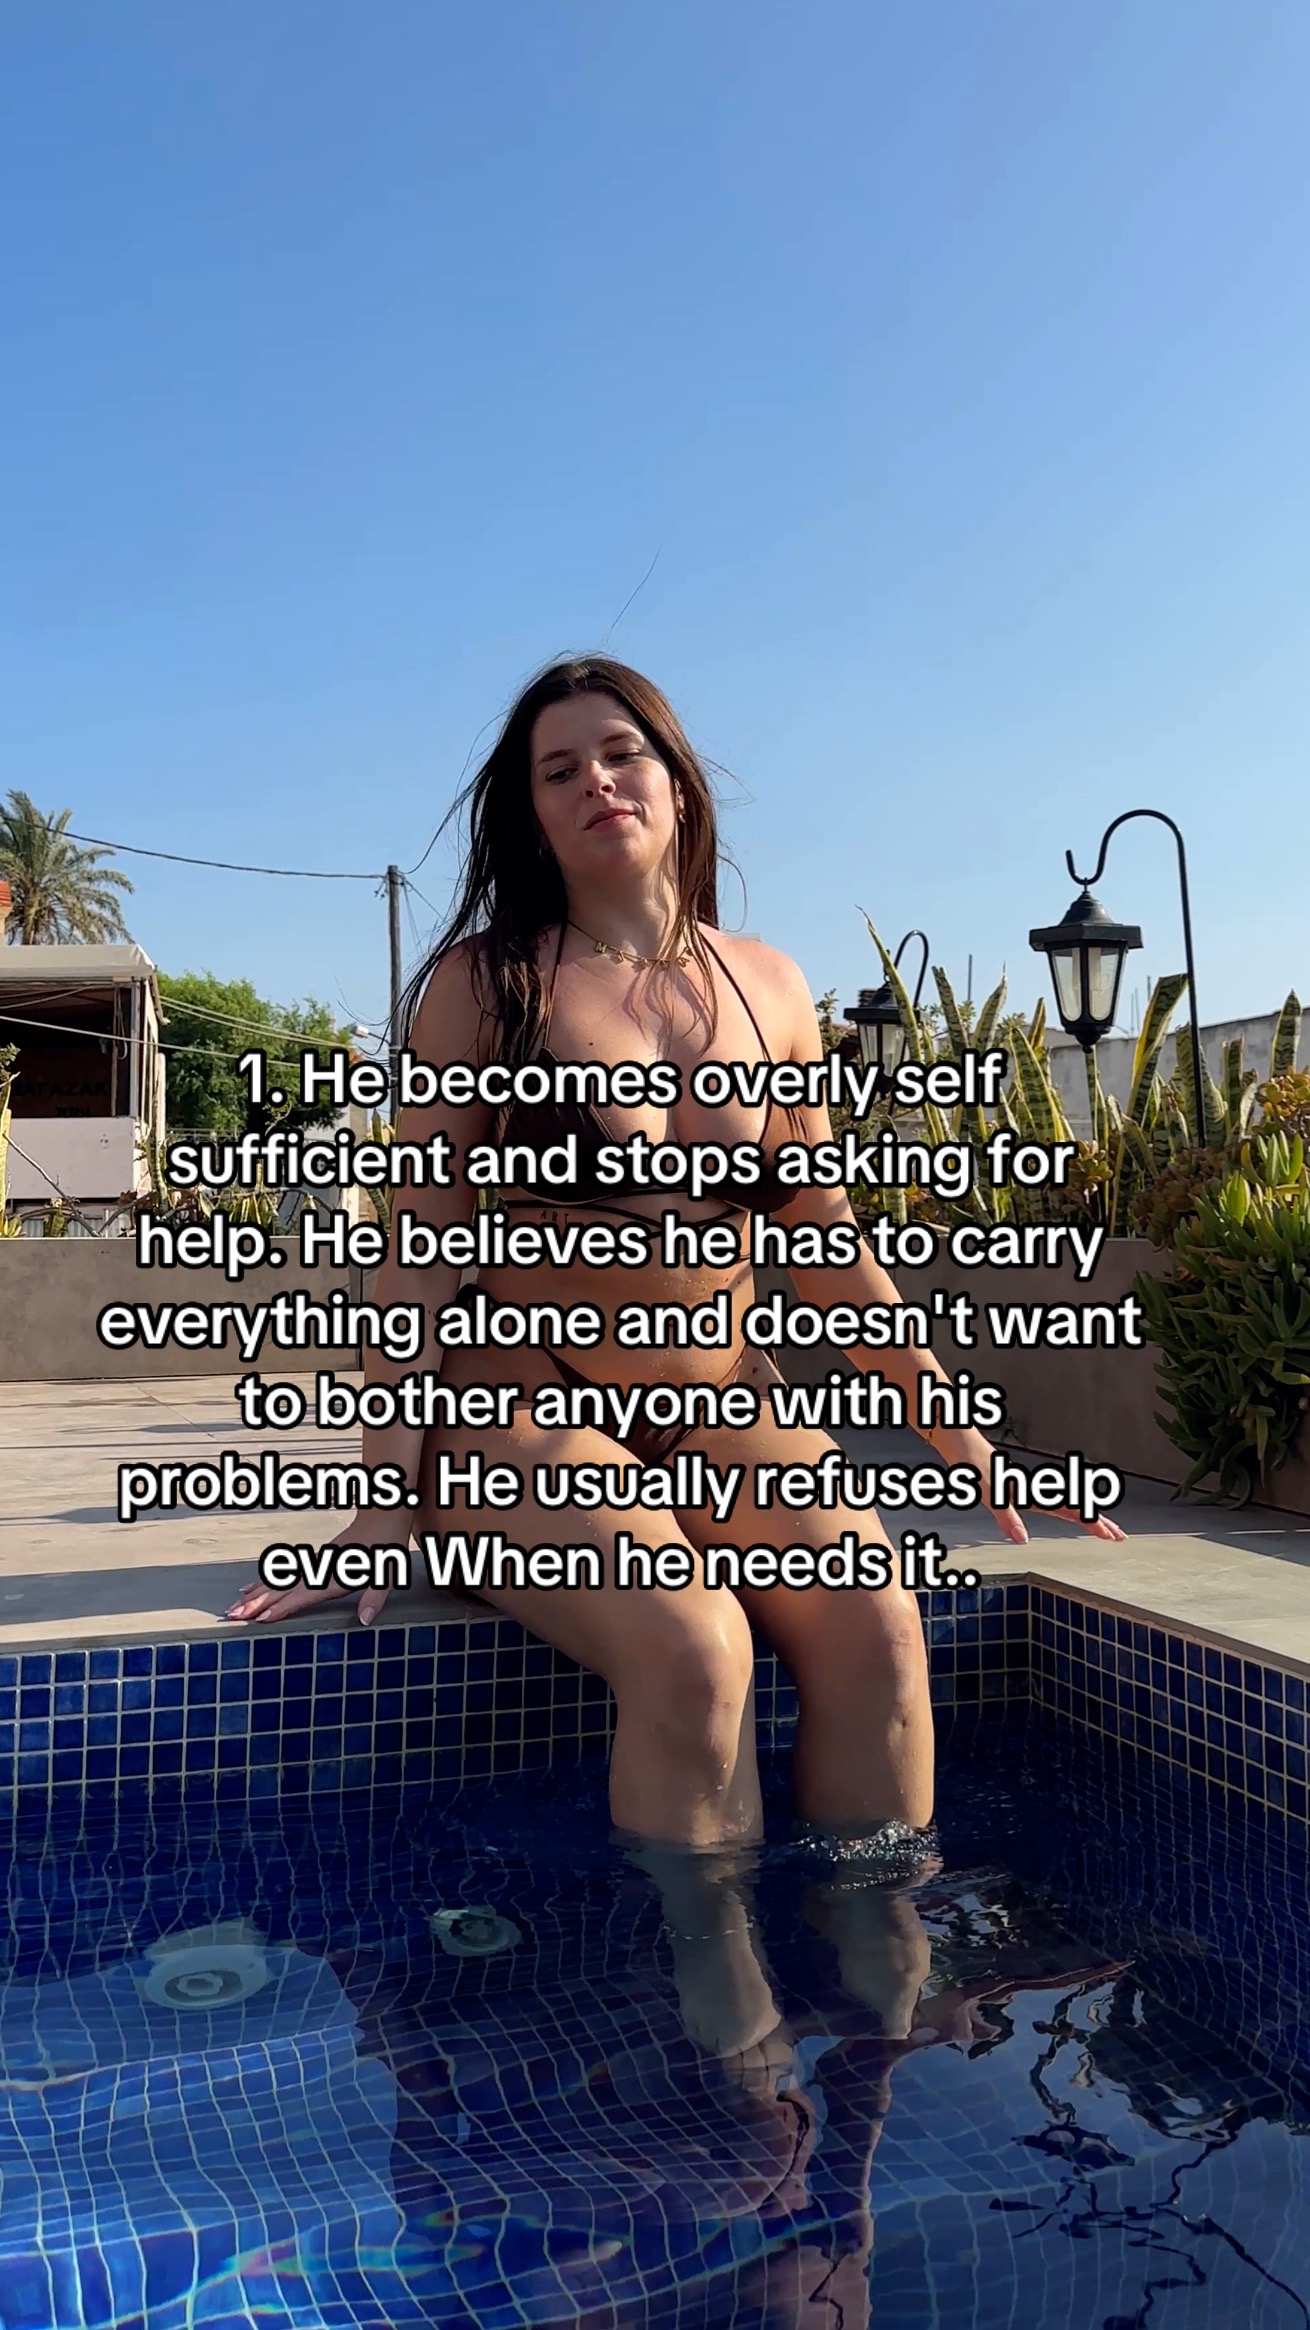 1. He becomes overly self
sufficient and stops asking for
help. He believes he has to carry
everything alone and doesn't want
to bother anyone with his
problems. He usually refuses help
even When he needs it..